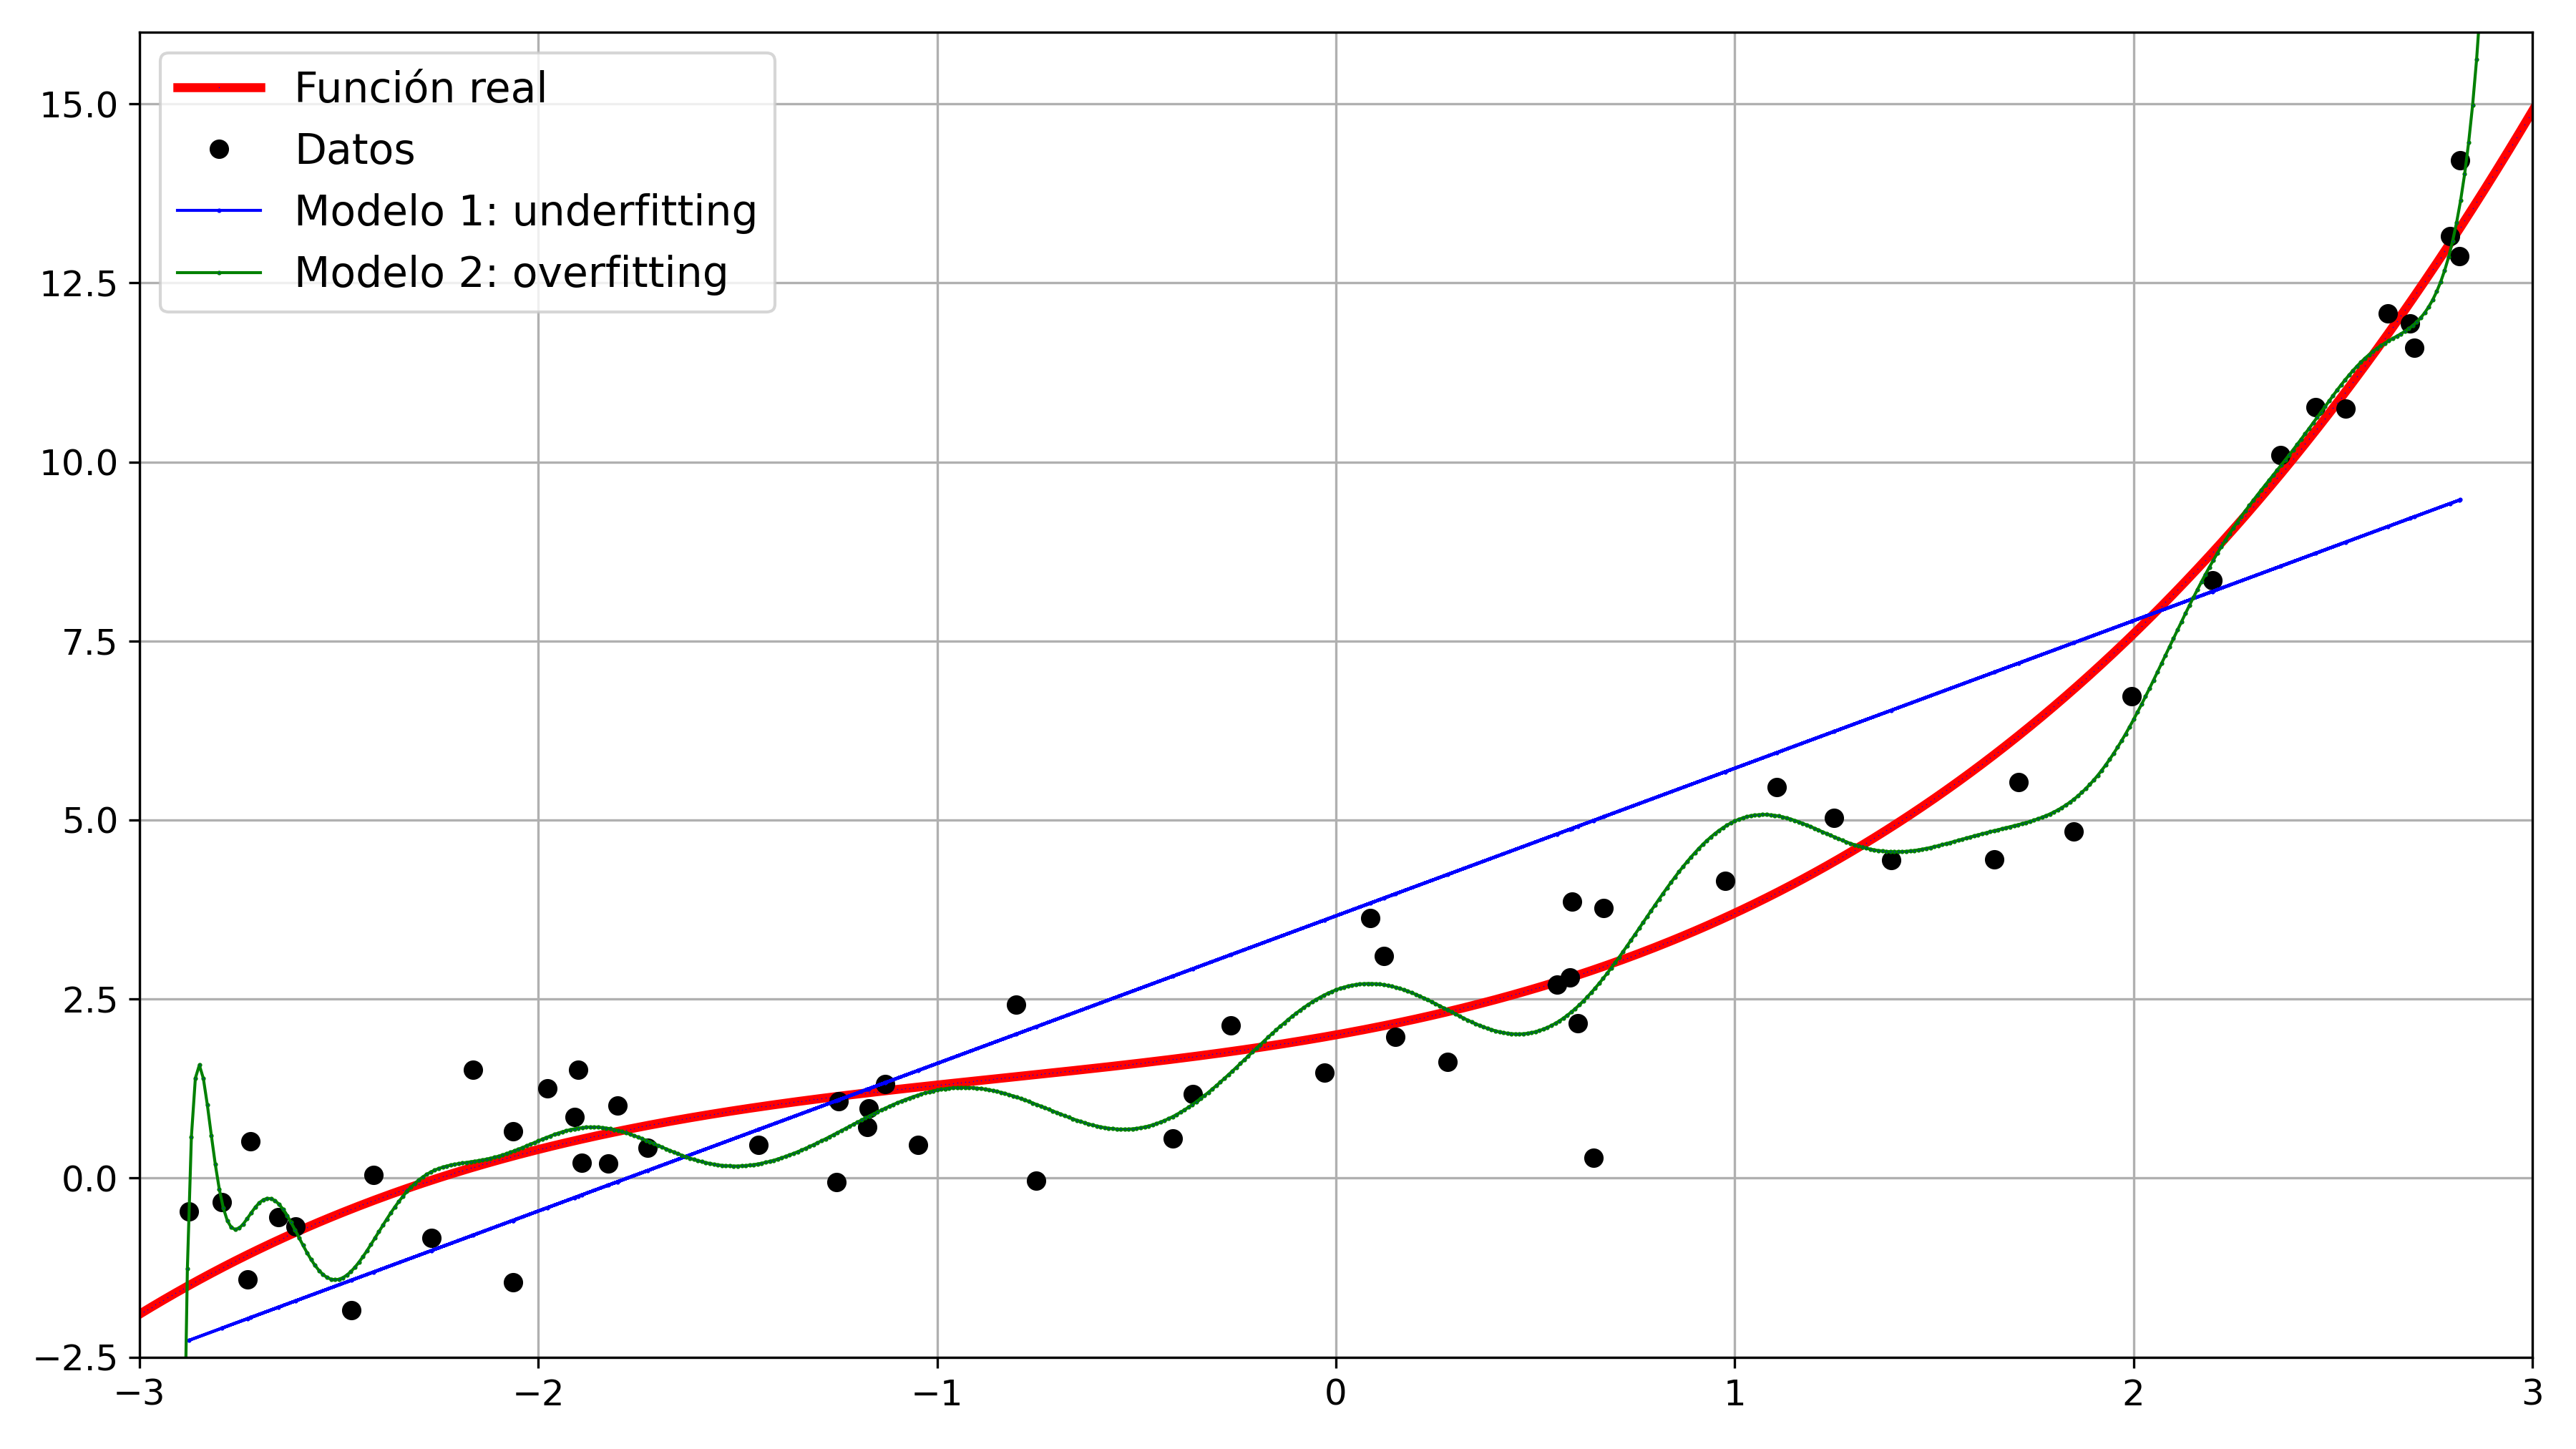 Función real
Datos
Modelo 1: underfitting
Modelo 2: overfitting
15.0
12.5
10.0
7.5
5.0
2.5
0.0
−2.5
−3 −2 −1 0 1 2 3